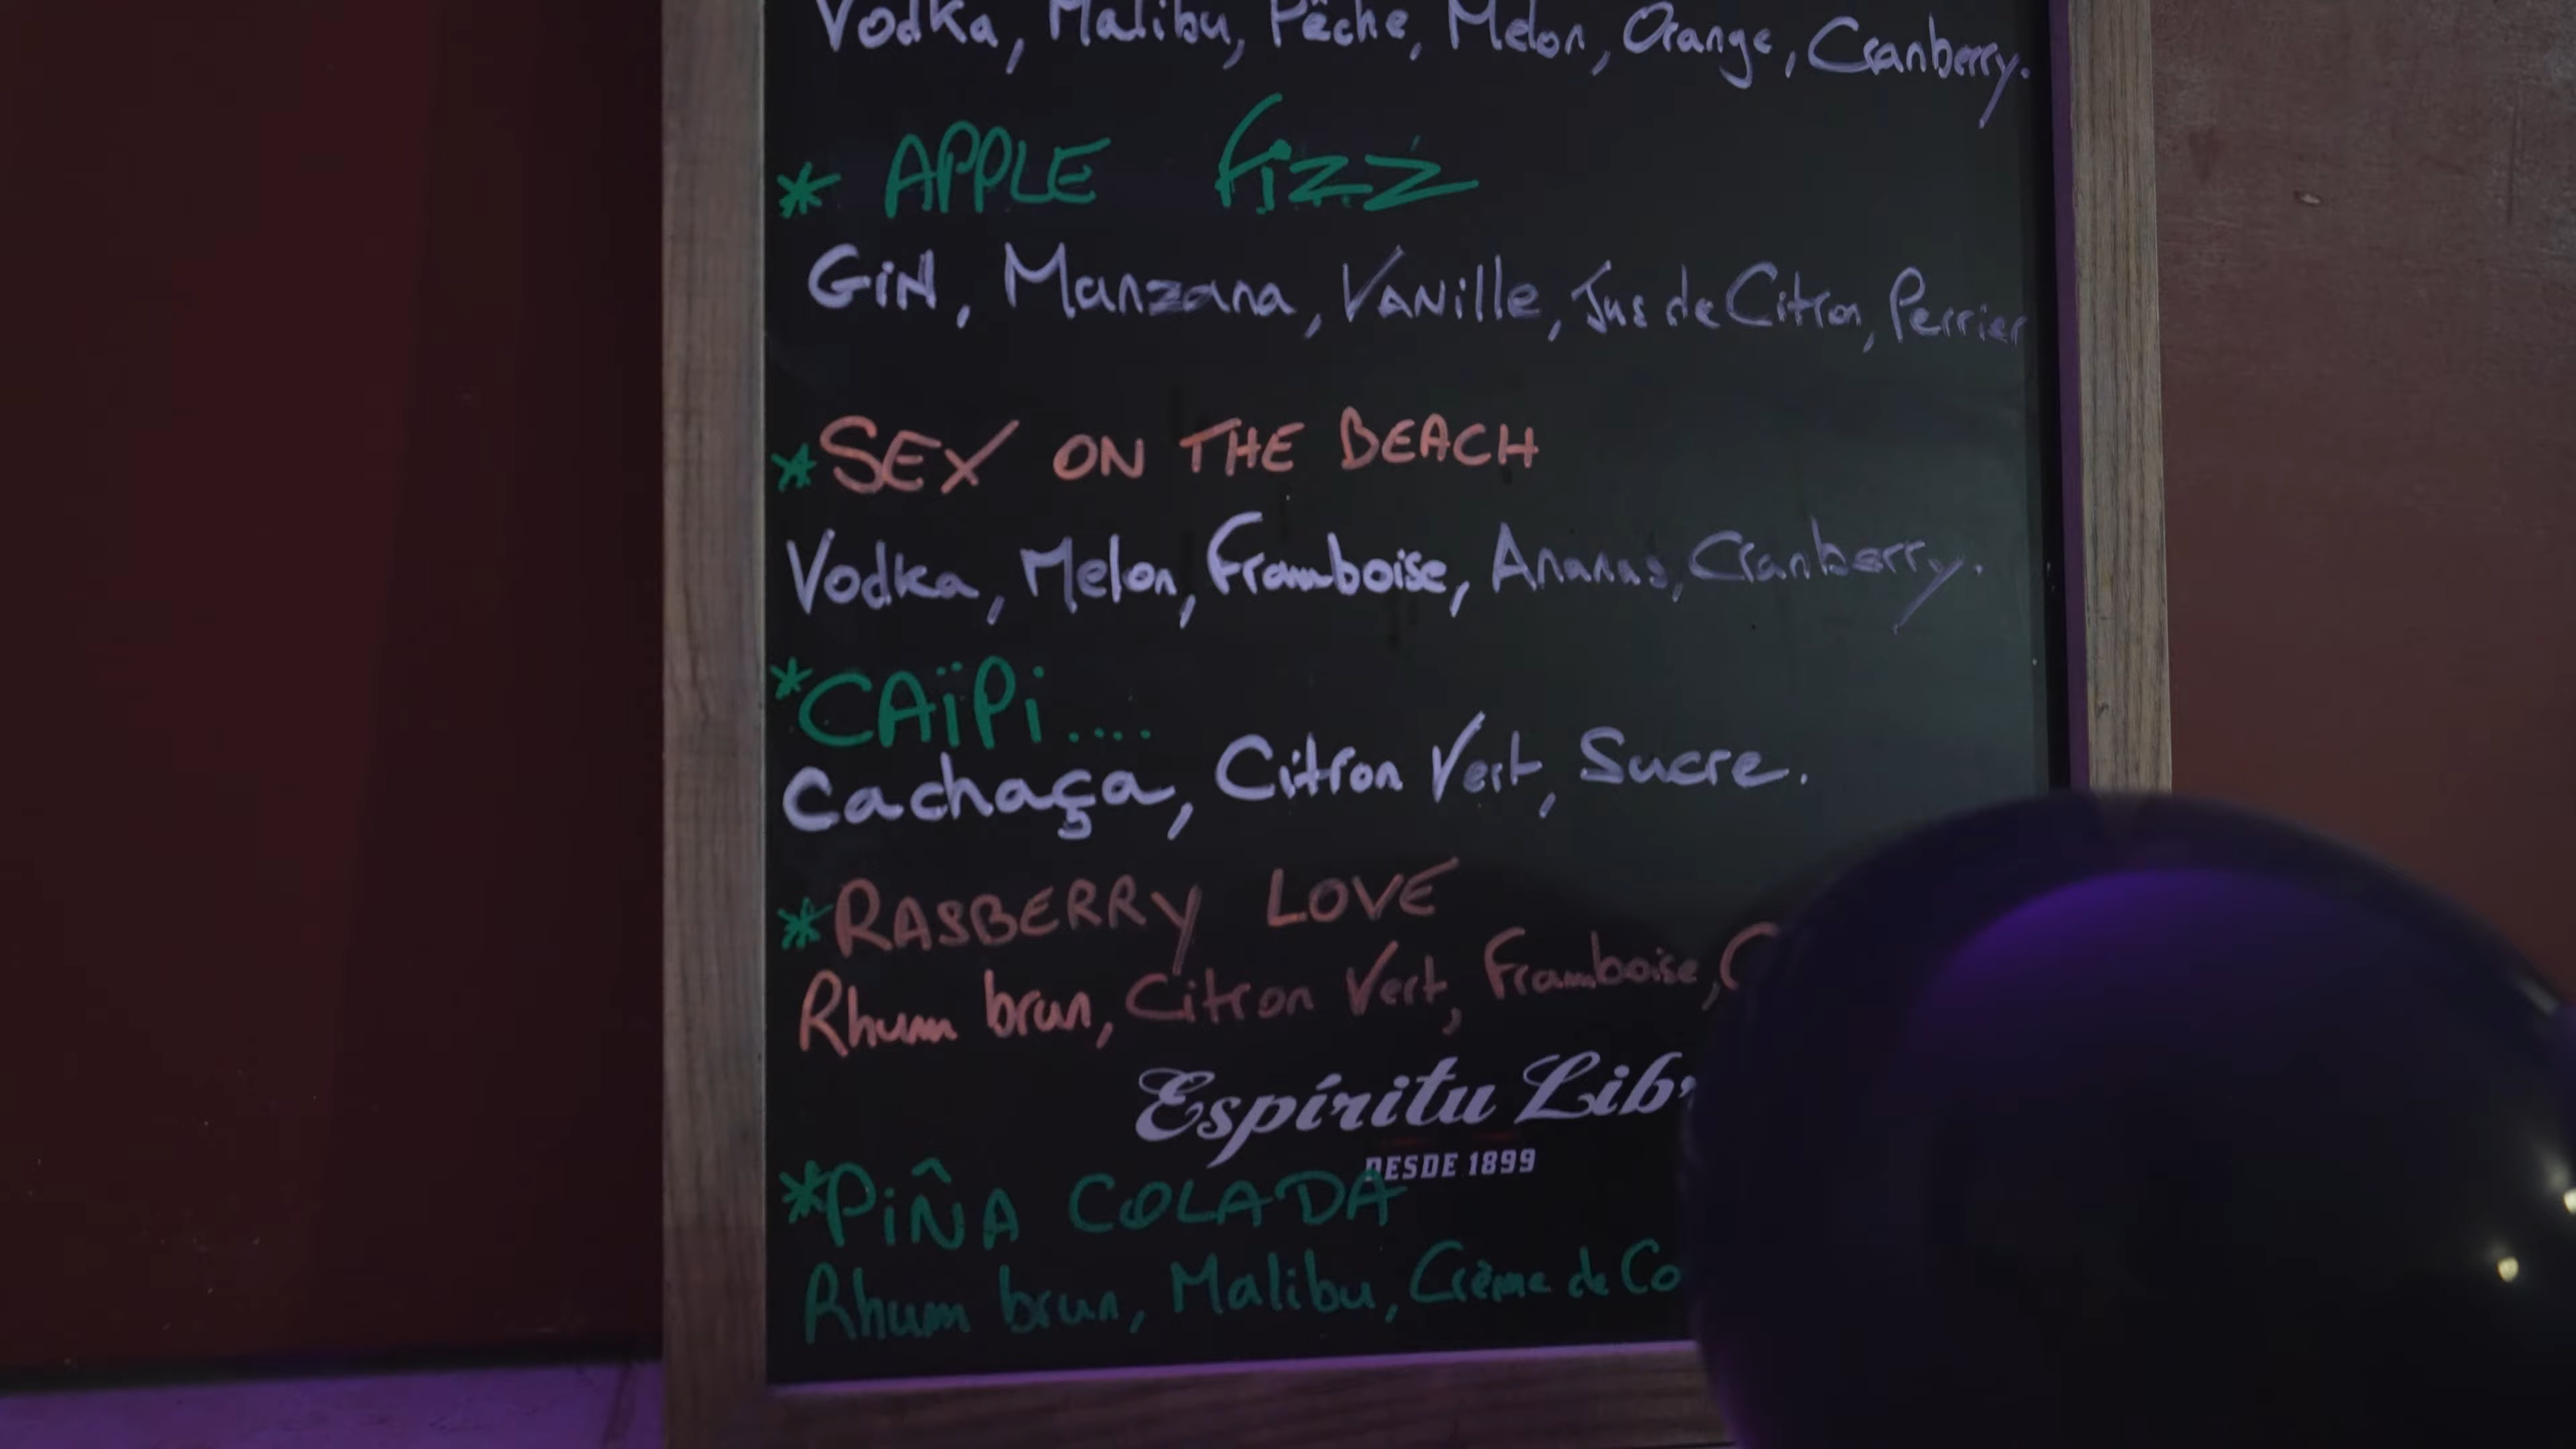 Vodka, Malibu, Pêche, Melon, Orange, Cranberry.
* APPLE Fizz
GiN, Manzana, VANille, Jus de Citron, Perrier
* SEX ON THE BEACH
Vodka, Melon, Framboise, Ananas, Cranberry.
* CAÏPi....
Cachaça, Citron Vert, Sucre.
* RASBERRY LOVE
Rhum brun, Citron Vert, Framboise,
Espíritu
DESDE 1899
* PiÑA COLADA
Rhum brun, Malibu, Crème de